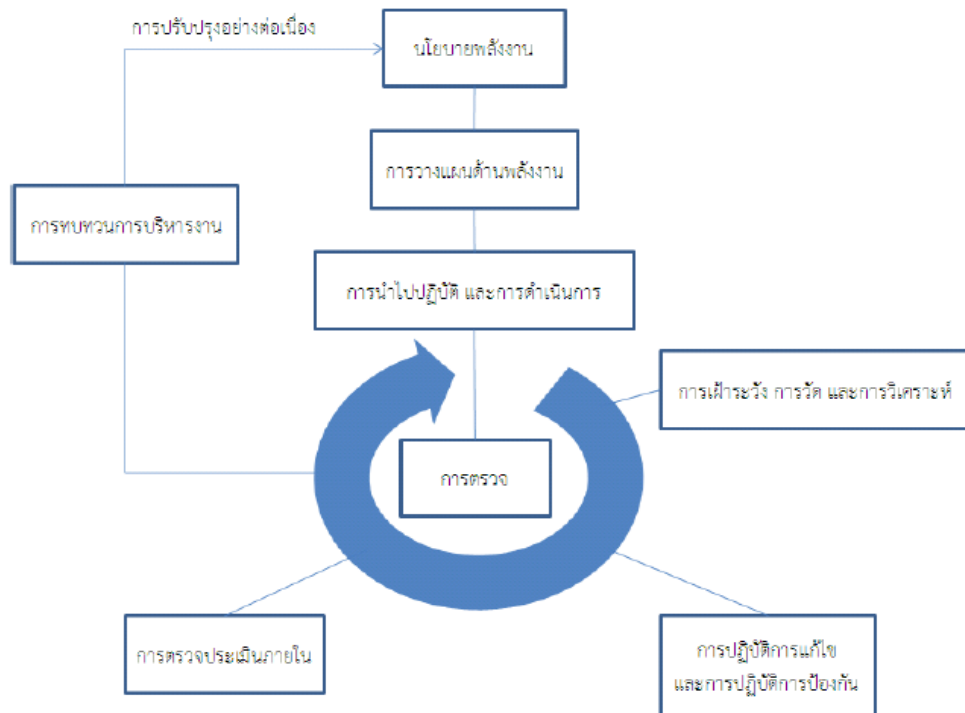 การปรับปรุงอย่างต่อเนื่อง
นโยบายพลังงาน
การวางแผนด้านพลังงาน
การทบทวนการบริหารงาน
การนำไปปฏิบัติ และการดำเนินการ
การเฝ้าระวัง การวัด และการวิเคราะห์
การตรวจ
การตรวจประเมินภายใน
การปฏิบัติการแก้ไข
และการปฏิบัติการป้องกัน